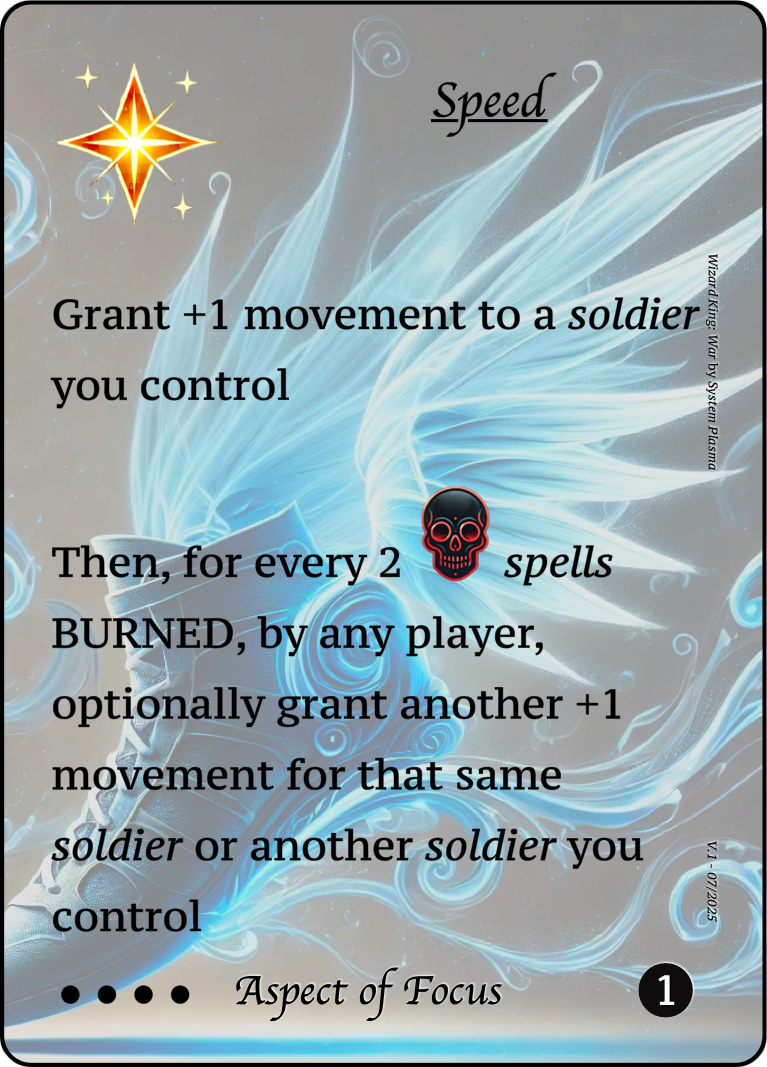 Speed
Grant +1 movement to a soldier
you control
Then, for every 2 spells
BURNED, by any player,
optionally grant another +1
movement for that same
soldier or another soldier you
control
Aspect of Focus
1
Wizard King: War by System Plasma
V.1 - 07/2025